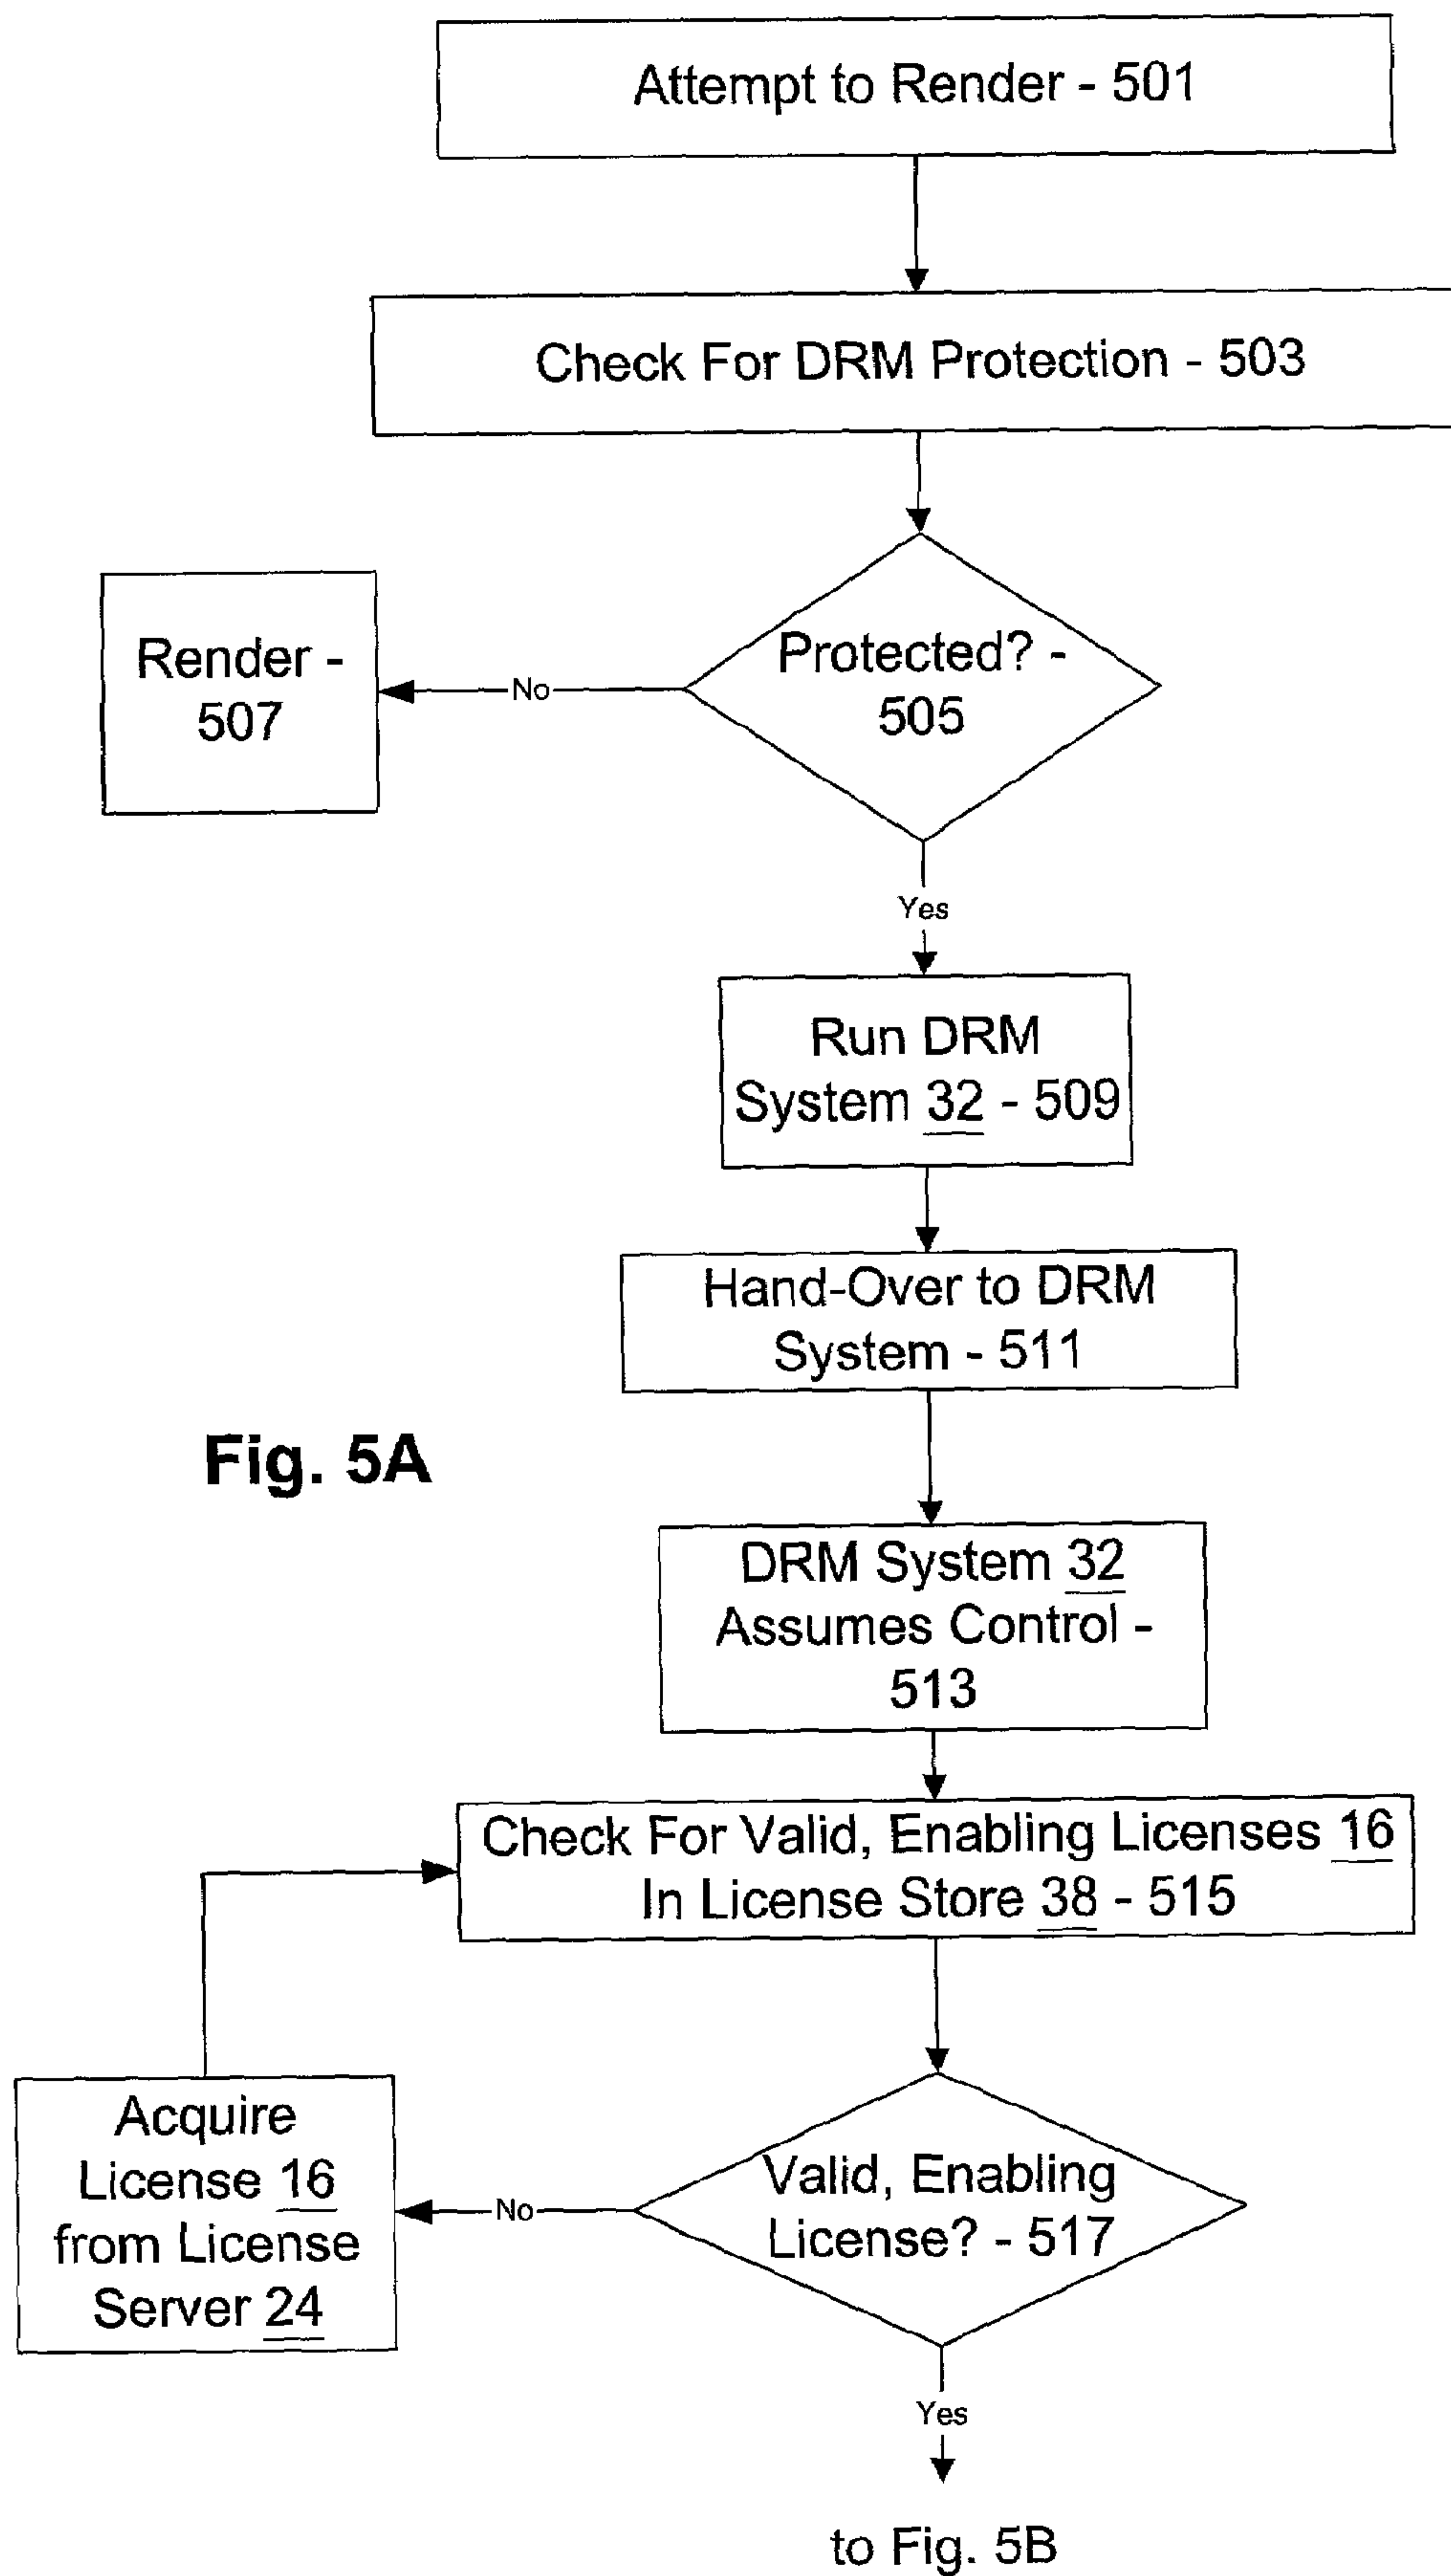 Attempt to Render - 501
Check For DRM Protection - 503
Protected? -
505
No
Render -
507
Yes
Run DRM
System 32 - 509
Hand-Over to DRM
System - 511
Fig. 5A
DRM System 32
Assumes Control -
513
Check For Valid, Enabling Licenses 16
In License Store 38 - 515
Valid, Enabling
License? - 517
No
Acquire
License 16
from License
Server 24
Yes
to Fig. 5B